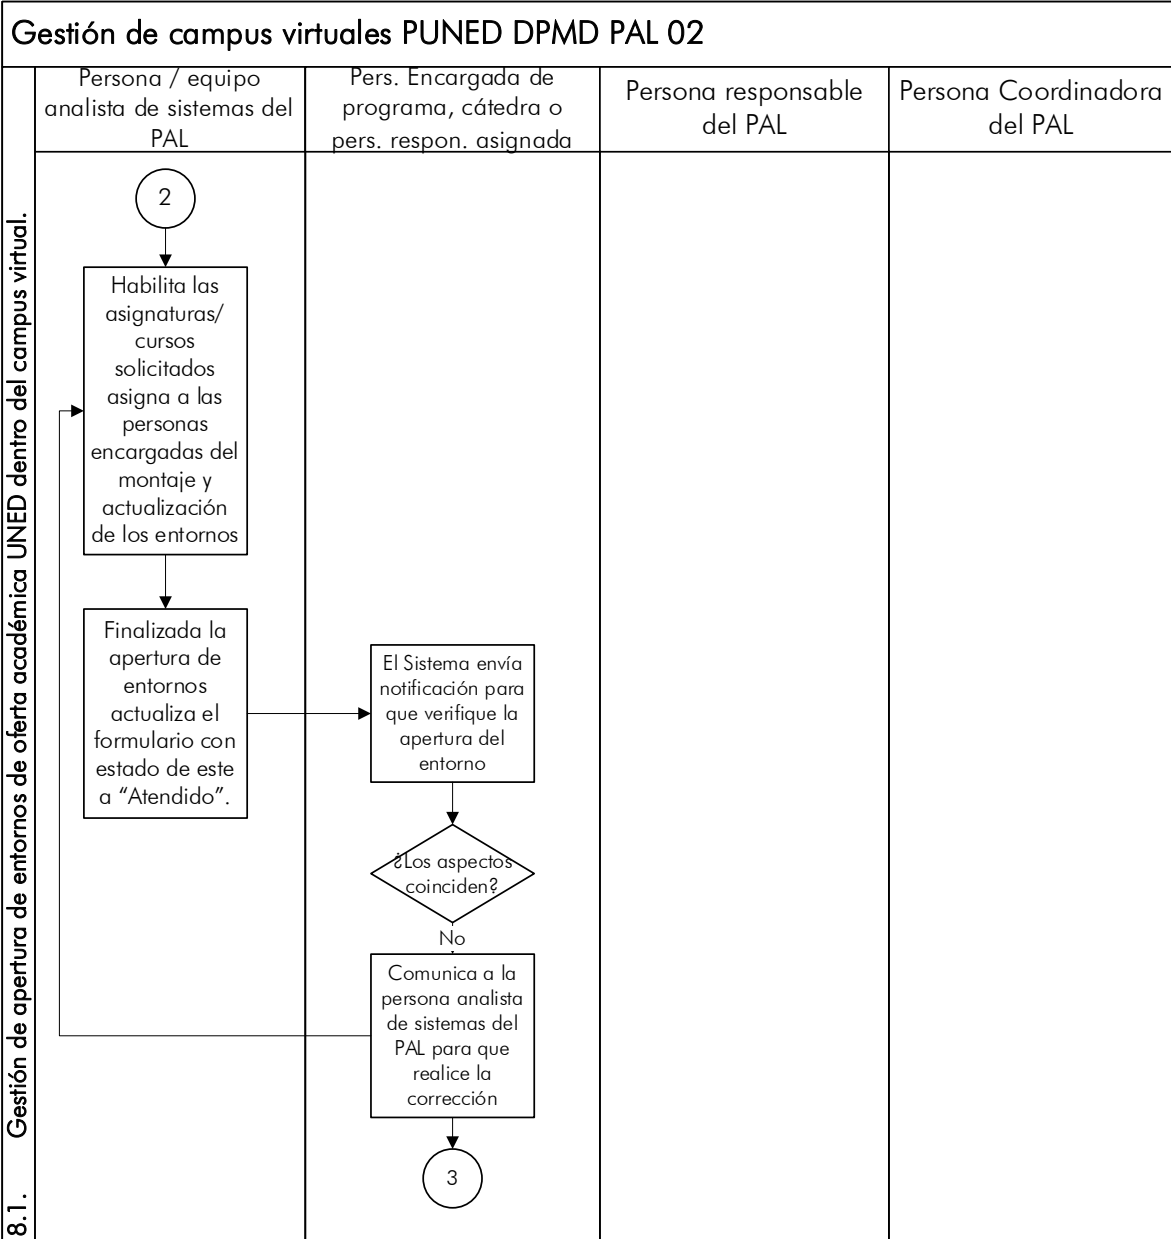 Gestión de campus virtuales PUNED DPMD PAL 02
8.1. Gestión de apertura de entornos de oferta académica UNED dentro del campus virtual.
Persona / equipo
analista de sistemas del
PAL
Pers. Encargada de
programa, cátedra o
pers. respon. asignada
Persona responsable
del PAL
Persona Coordinadora
del PAL
2
Habilita las
asignaturas/
cursos
solicitados
asigna a las
personas
encargadas del
montaje y
actualización
de los entornos
Finalizada la
apertura de
entornos
actualiza el
formulario con
estado de este
a “Atendido”.
El Sistema envía
notificación para
que verifique la
apertura del
entorno
¿Los aspectos
coinciden?
No
Comunica a la
persona analista
de sistemas del
PAL para que
realice la
corrección
3